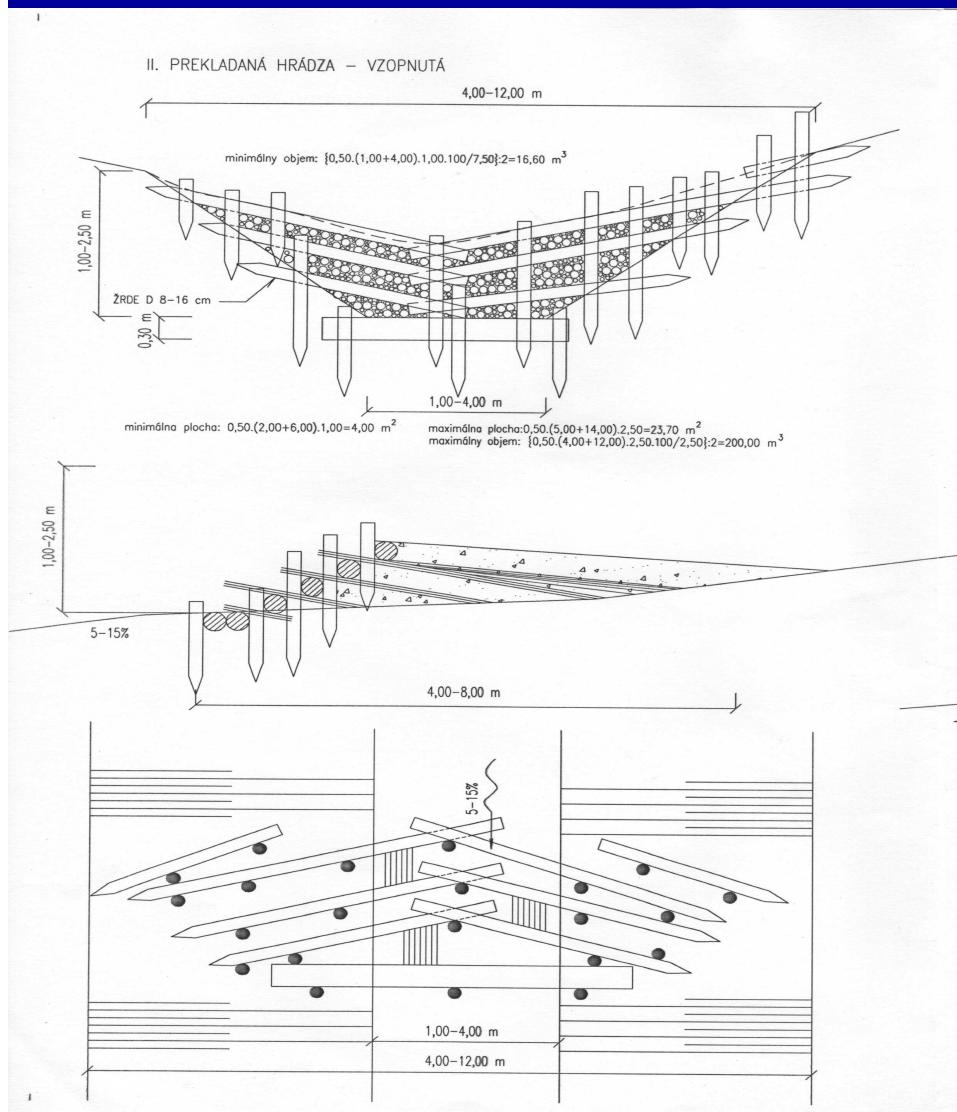 II. PREKLADANÁ HRÁDZA – VZOPNUTÁ
4,00–12,00 m
minimálny objem: {0,50.(1,00+4,00).1,00.100/7,50}:2=16,60 m³
1,00–2,50 m
ŽRDE D 8–16 cm
0,30 m
1,00–4,00 m
minimálna plocha: 0,50.(2,00+6,00).1,00=4,00 m²
maximálna plocha:0,50.(5,00+14,00).2,50=23,70 m²
maximálny objem: {0,50.(4,00+12,00).2,50.100/2,50}:2=200,00 m³
1,00–2,50 m
5–15%
4,00–8,00 m
5–15%
1,00–4,00 m
4,00–12,00 m